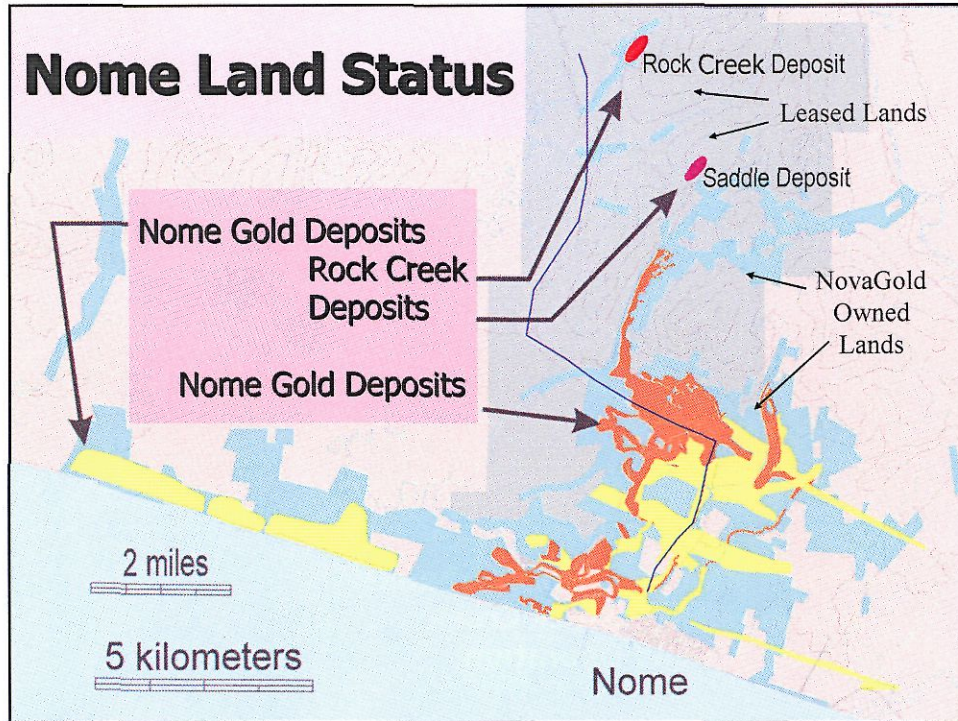 Nome Land Status
Rock Creek Deposit
Leased Lands
Saddle Deposit
Nome Gold Deposits
Rock Creek
Deposits
Nome Gold Deposits
NovaGold
Owned
Lands
2 miles
5 kilometers
Nome